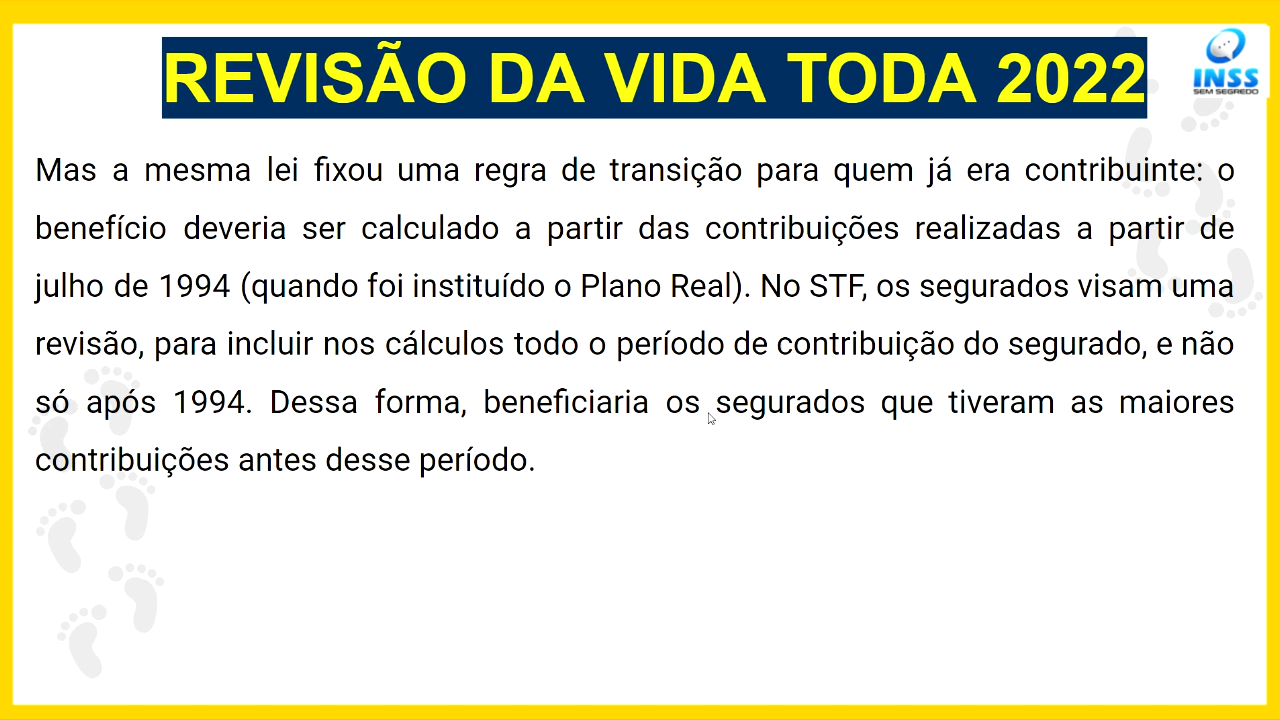 REVISÃO DA VIDA TODA 2022
INSS
SEM SEGREDO
Mas a mesma lei fixou uma regra de transição para quem já era contribuinte: o
benefício deveria ser calculado a partir das contribuições realizadas a partir de
julho de 1994 (quando foi instituído o Plano Real). No STF, os segurados visam uma
revisão, para incluir nos cálculos todo o período de contribuição do segurado, e não
só após 1994. Dessa forma, beneficiaria os segurados que tiveram as maiores
contribuições antes desse período.